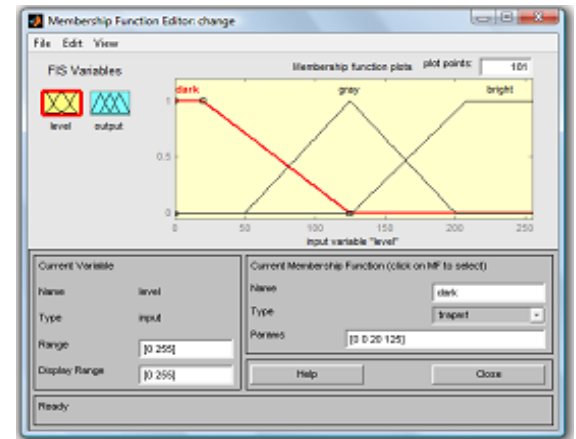 Membership Function Editor: change
File Edit View
FIS Variables
Membership function plots
plot points:
181
dark
gray
bright
level
output
1
0.5
0
0
50
100
150
200
250
input variable "level"
Current Variable
Name
level
Type
input
Range
[0 255]
Display Range
[0 255]
Current Membership Function (click on MF to select)
Name
dark
Type
trapmf
Params
[0 0 20 125]
Help
Close
Ready